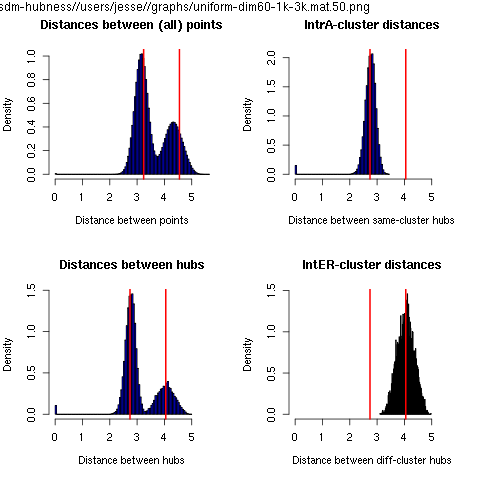 sdm-hubness//users/jesse//graphs/uniform-dim60-1k-3k.mat.50.png
Distances between (all) points
Density
0.0 0.2 0.4 0.6 0.8 1.0
0 1 2 3 4 5
Distance between points
IntrA-cluster distances
Density
0.0 0.5 1.0 1.5 2.0
0 1 2 3 4 5
Distance between same-cluster hubs
Distances between hubs
Density
0.0 0.5 1.0 1.5
0 1 2 3 4 5
Distance between hubs
IntER-cluster distances
Density
0.0 0.5 1.0 1.5
0 1 2 3 4 5
Distance between diff-cluster hubs